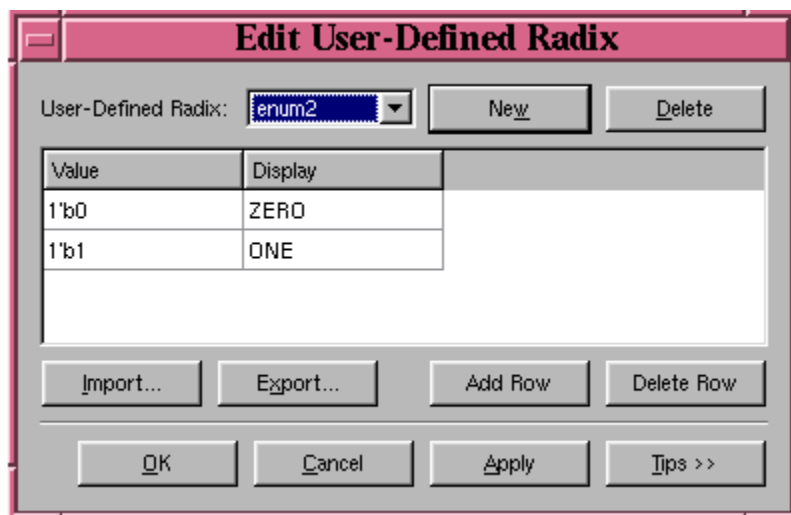 Edit User-Defined Radix
User-Defined Radix: enum2 New Delete
Value Display
1'b0 ZERO
1'b1 ONE
Import... Export... Add Row Delete Row
OK Cancel Apply Tips >>